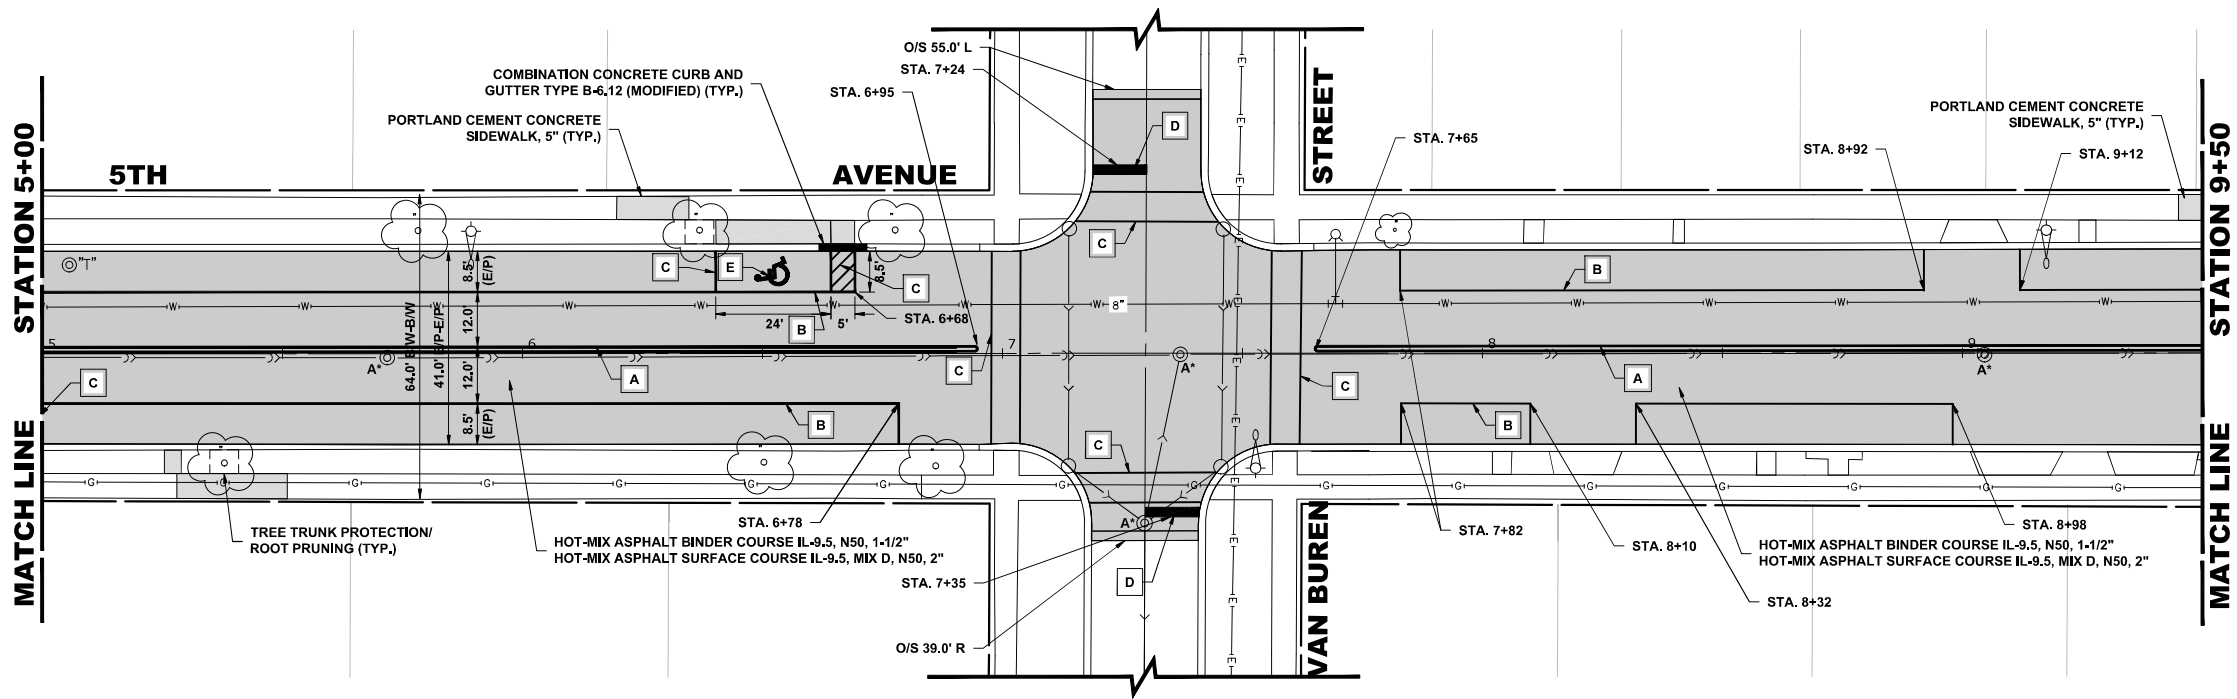 O/S 55.0' L
STA. 7+24
COMBINATION CONCRETE CURB AND
GUTTER TYPE B-6.12 (MODIFIED) (TYP.)
STA. 6+95
PORTLAND CEMENT CONCRETE
SIDEWALK, 5" (TYP.)
D
STREET
STA. 7+65
STA. 8+92
STA. 9+12
PORTLAND CEMENT CONCRETE
SIDEWALK, 5" (TYP.)
STATION 5+00
STATION 9+50
5TH
AVENUE
"T"
8.5'
(E/P)
C
E
C
8.5'
C
B
W W W W W W W W W W W W W W
8"
24'
5'
B
STA. 6+68
12.0'
64.0' B/W-B/W
41.0' E/P-E/P
5
6
7
8
9
C
A*
A
C
A*
C
A
A*
12.0'
8.5'
(E/P)
B
C
B
G G G G G G G G G G G G G G G G
E E E E E E E E E
MATCH LINE
MATCH LINE
TREE TRUNK PROTECTION/
ROOT PRUNING (TYP.)
STA. 6+78
HOT-MIX ASPHALT BINDER COURSE IL-9.5, N50, 1-1/2"
HOT-MIX ASPHALT SURFACE COURSE IL-9.5, MIX D, N50, 2"
A*
STA. 7+35
D
O/S 39.0' R
VAN BUREN
STA. 7+82
STA. 8+10
STA. 8+98
HOT-MIX ASPHALT BINDER COURSE IL-9.5, N50, 1-1/2"
HOT-MIX ASPHALT SURFACE COURSE IL-9.5, MIX D, N50, 2"
STA. 8+32